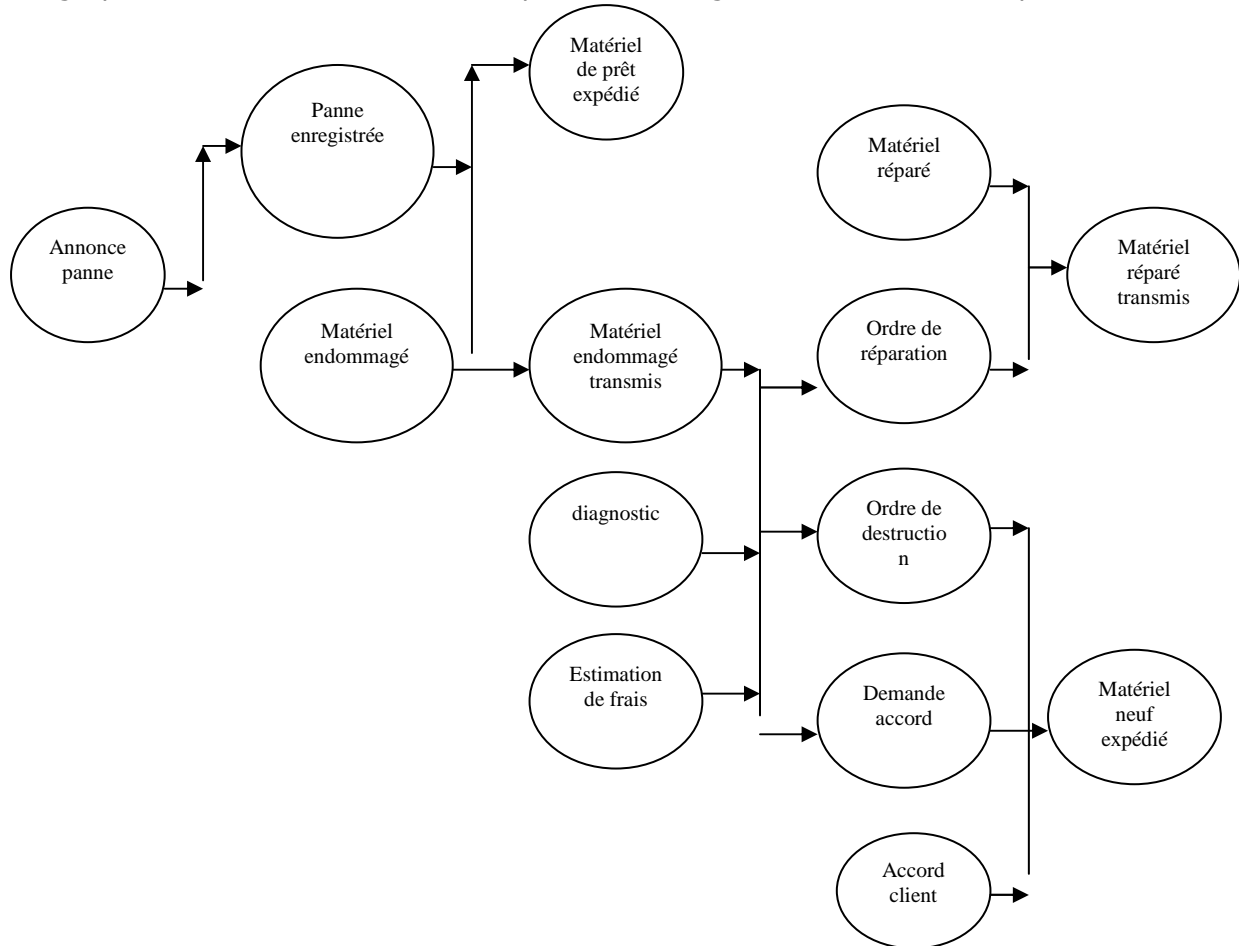 Matériel
de prêt
expédié
Panne
enregistrée
Matériel
réparé
Annonce
panne
Matériel
réparé
transmis
Matériel
endommagé
Matériel
endommagé
transmis
Ordre de
réparation
diagnostic
Ordre de
destructio
n
Estimation
de frais
Demande
accord
Matériel
neuf
expédié
Accord
client